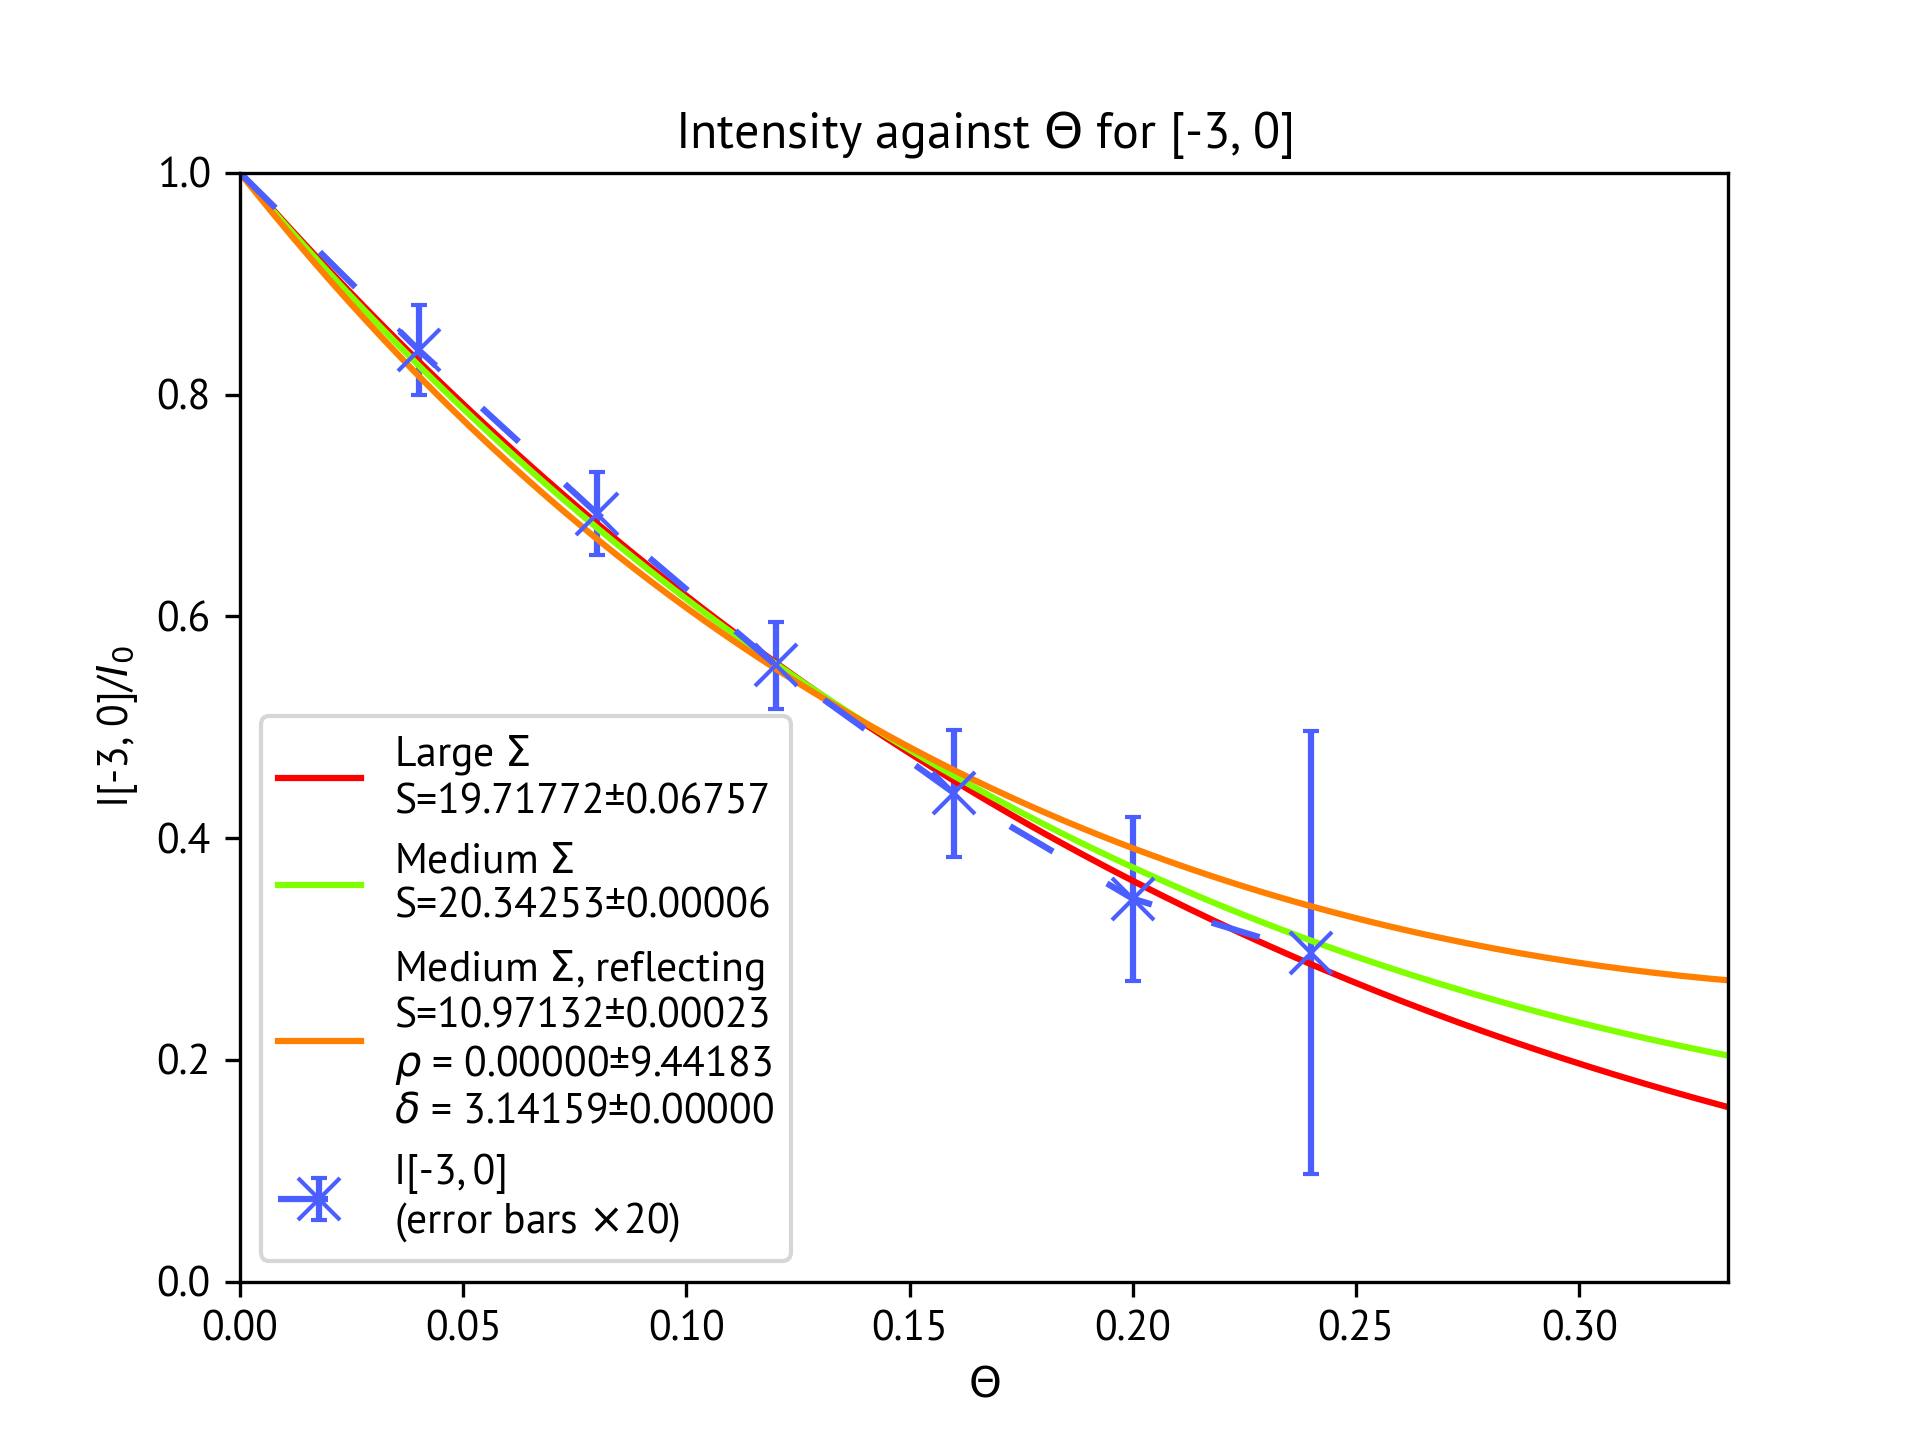 Intensity against Θ for [-3, 0]
I[-3, 0]/I₀
1.0
0.8
0.6
0.4
0.2
0.0
Large Σ
S=19.71772±0.06757
Medium Σ
S=20.34253±0.00006
Medium Σ, reflecting
S=10.97132±0.00023
ρ = 0.00000±9.44183
δ = 3.14159±0.00000
I[-3, 0]
(error bars ×20)
0.00 0.05 0.10 0.15 0.20 0.25 0.30
Θ